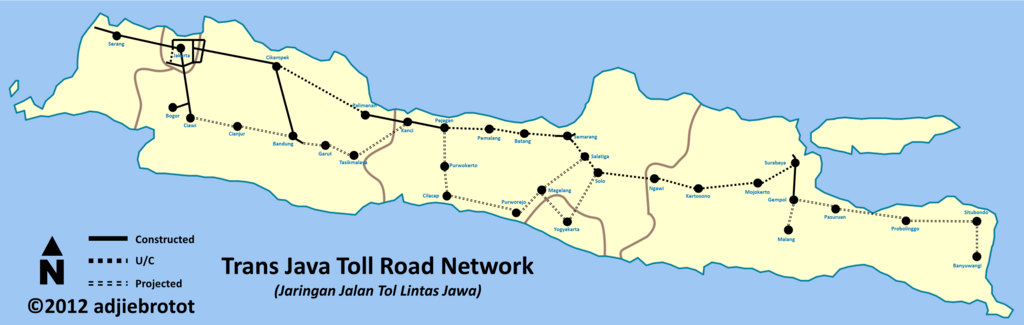 Serang
Jakarta
Cikampek
Bogor
Ciawi
Cianjur
Bandung
Garut
Tasikmalaya
Palimanan
Kanci
Pejagan
Pemalang
Batang
Semarang
Purwokerto
Salatiga
Cilacap
Purworejo
Magelang
Solo
Yogyakarta
Ngawi
Kertosono
Mojokerto
Surabaya
Gempol
Malang
Pasuruan
Probolinggo
Situbondo
Banyuwangi
N
Constructed
U/C
Projected
©2012 adjiebrotot
Trans Java Toll Road Network
(Jaringan Jalan Tol Lintas Jawa)